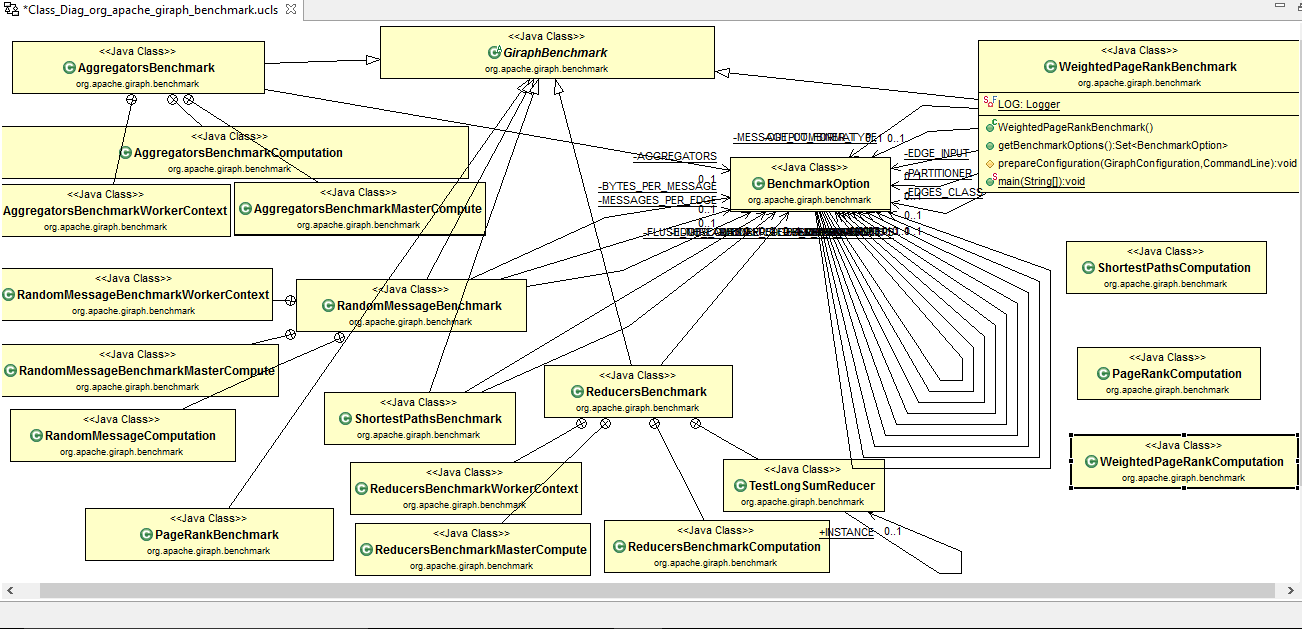 *Class_Diag_org_apache_giraph_benchmark.ucls
<<Java Class>>
AggregatorsBenchmark
org.apache.giraph.benchmark
<<Java Class>>
GiraphBenchmark
org.apache.giraph.benchmark
<<Java Class>>
WeightedPageRankBenchmark
org.apache.giraph.benchmark
LOG: Logger
WeightedPageRankBenchmark()
getBenchmarkOptions():Set<BenchmarkOption>
prepareConfiguration(GiraphConfiguration,CommandLine):void
main(String[]):void
<<Java Class>>
AggregatorsBenchmarkComputation
org.apache.giraph.benchmark
<<Java Class>>
AggregatorsBenchmarkWorkerContext
org.apache.giraph.benchmark
<<Java Class>>
AggregatorsBenchmarkMasterCompute
org.apache.giraph.benchmark
0..1
-AGGREGATORS
0..1
-BYTES_PER_MESSAGE
-MESSAGES_PER_EDGE
0..1
0..1
-EDGE_INPUT
-PARTITIONER
-EDGES_CLASS
0..1
0..1
<<Java Class>>
BenchmarkOption
org.apache.giraph.benchmark
<<Java Class>>
ShortestPathsComputation
org.apache.giraph.benchmark
<<Java Class>>
RandomMessageBenchmarkWorkerContext
org.apache.giraph.benchmark
<<Java Class>>
RandomMessageBenchmark
org.apache.giraph.benchmark
<<Java Class>>
RandomMessageBenchmarkMasterCompute
org.apache.giraph.benchmark
<<Java Class>>
PageRankComputation
org.apache.giraph.benchmark
<<Java Class>>
ReducersBenchmark
org.apache.giraph.benchmark
<<Java Class>>
ShortestPathsBenchmark
org.apache.giraph.benchmark
<<Java Class>>
RandomMessageComputation
org.apache.giraph.benchmark
<<Java Class>>
WeightedPageRankComputation
org.apache.giraph.benchmark
<<Java Class>>
ReducersBenchmarkWorkerContext
org.apache.giraph.benchmark
<<Java Class>>
TestLongSumReducer
org.apache.giraph.benchmark
<<Java Class>>
PageRankBenchmark
org.apache.giraph.benchmark
<<Java Class>>
ReducersBenchmarkMasterCompute
org.apache.giraph.benchmark
<<Java Class>>
ReducersBenchmarkComputation
org.apache.giraph.benchmark
+INSTANCE 0..1